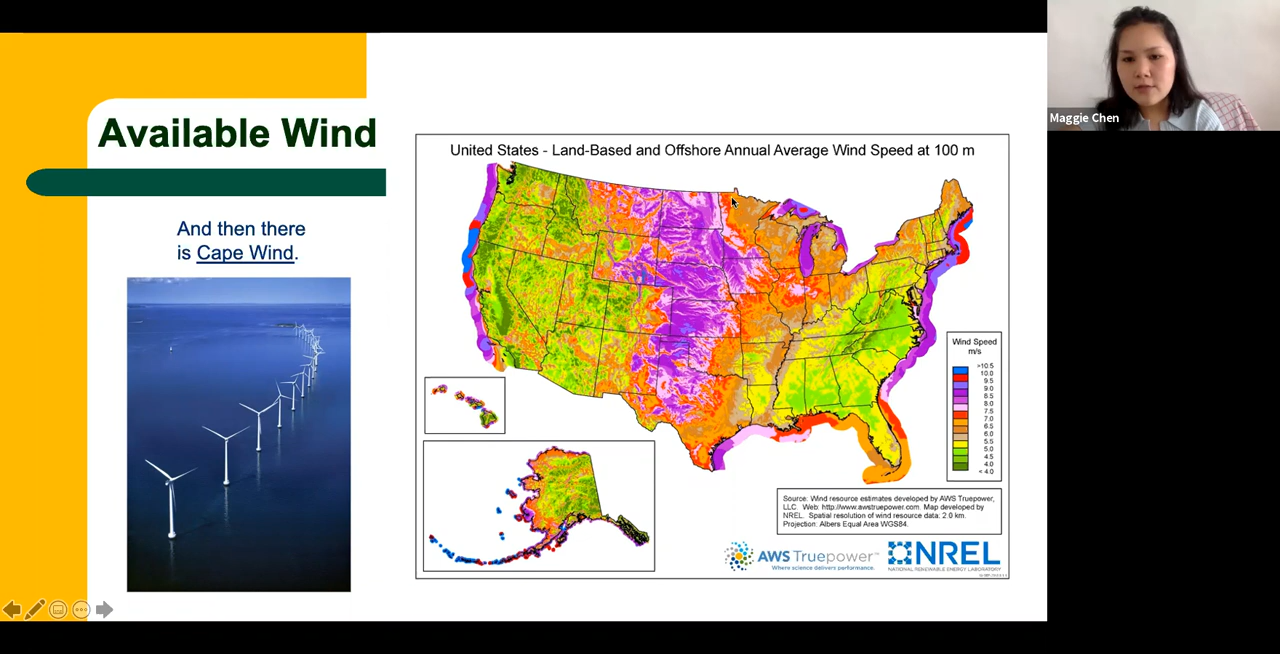 Available Wind
And then there
is Cape Wind.
United States - Land-Based and Offshore Annual Average Wind Speed at 100 m
Wind Speed
m/s
>10.5
10.0
9.5
9.0
8.5
8.0
7.5
7.0
6.5
6.0
5.5
5.0
4.5
4.0
< 4.0
Source: Wind resource estimates developed by AWS Truepower,
LLC. Web: http://www.awstruepower.com. Map developed by
NREL. Spatial resolution of wind resource data: 2.0 km.
Projection: Albers Equal Area WGS84.
AWS Truepower™
Where science delivers performance.
NREL
NATIONAL RENEWABLE ENERGY LABORATORY
Maggie Chen